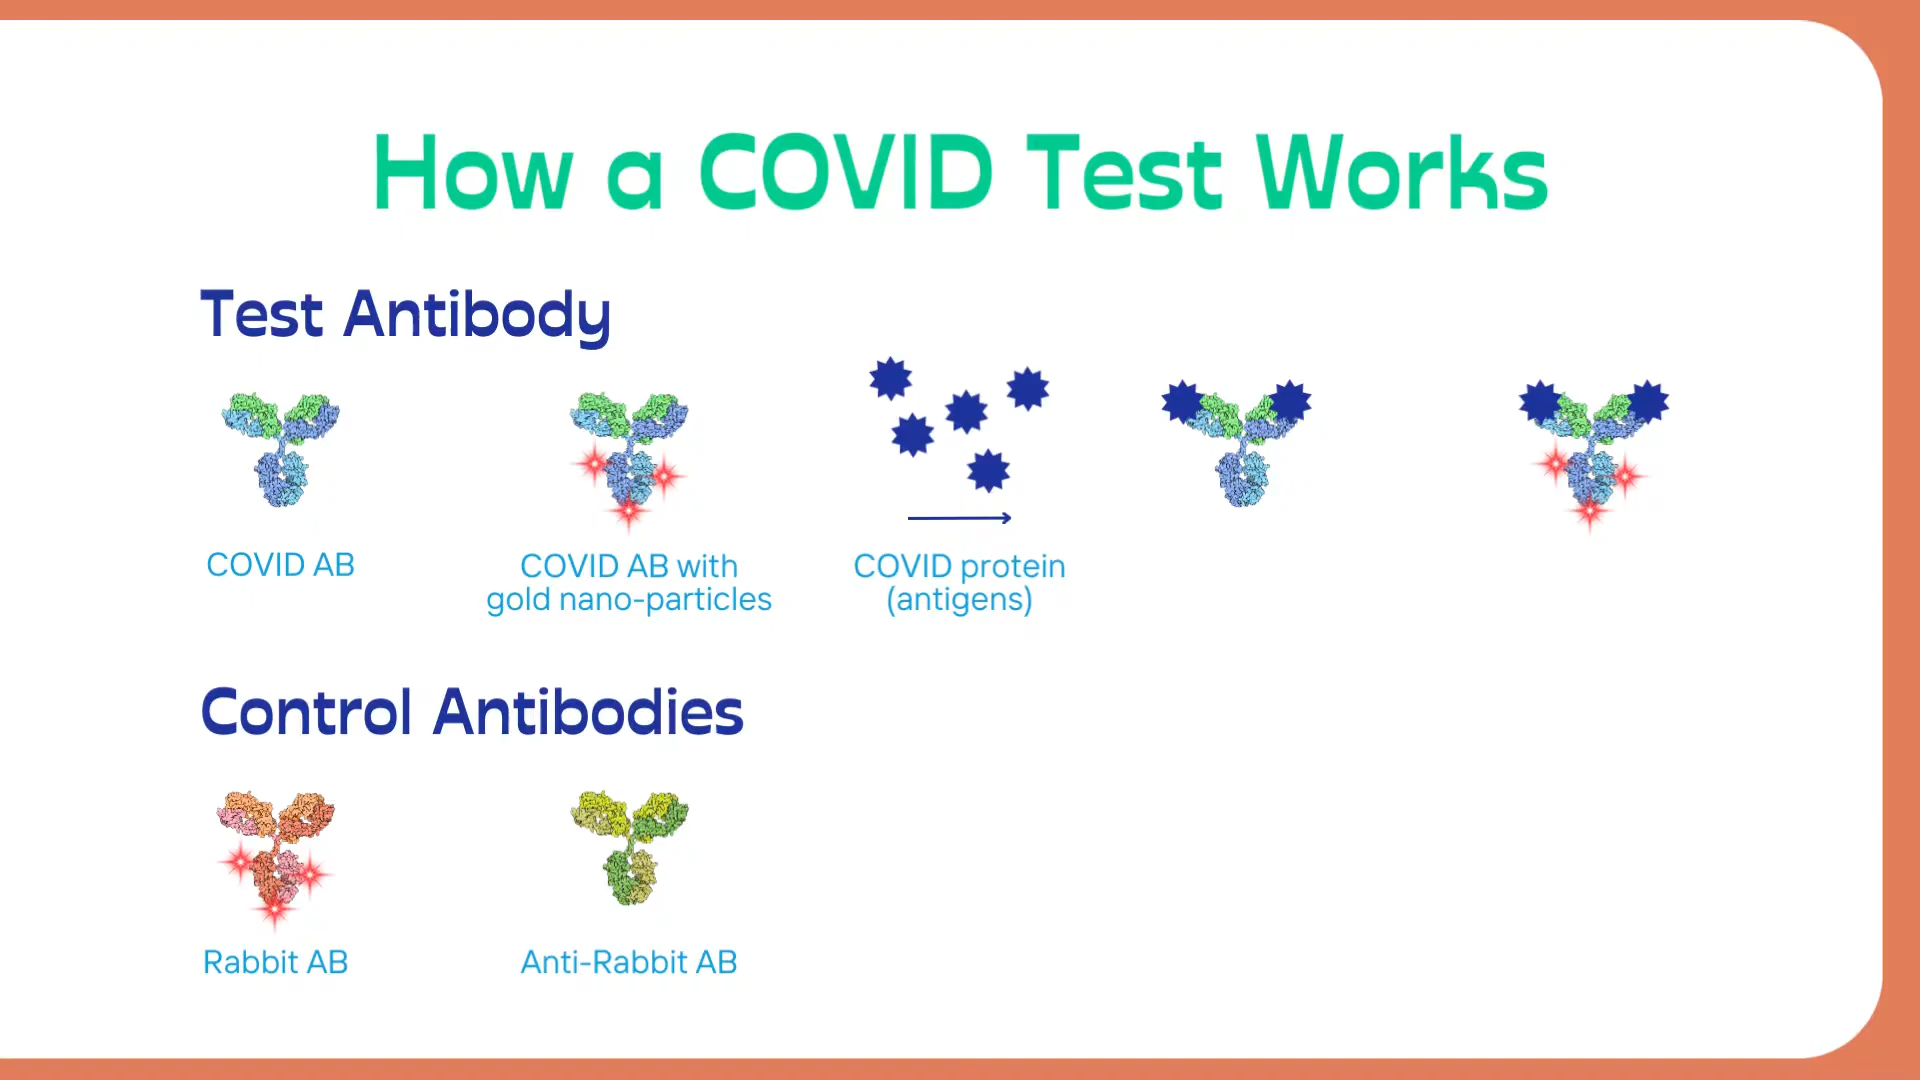 How a COVID Test Works
Test Antibody
COVID AB
COVID AB with
gold nano-particles
COVID protein
(antigens)
Control Antibodies
Rabbit AB
Anti-Rabbit AB